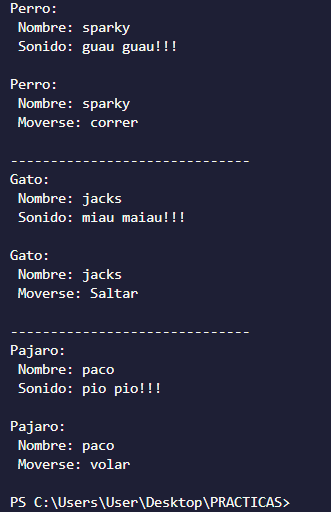 Perro:
Nombre: sparky
Sonido: guau guau!!!
Perro:
Nombre: sparky
Moverse: correr
------------------------------
Gato:
Nombre: jacks
Sonido: miau maiau!!!
Gato:
Nombre: jacks
Moverse: Saltar
------------------------------
Pajaro:
Nombre: paco
Sonido: pio pio!!!
Pajaro:
Nombre: paco
Moverse: volar
PS C:\Users\User\Desktop\PRACTICAS>